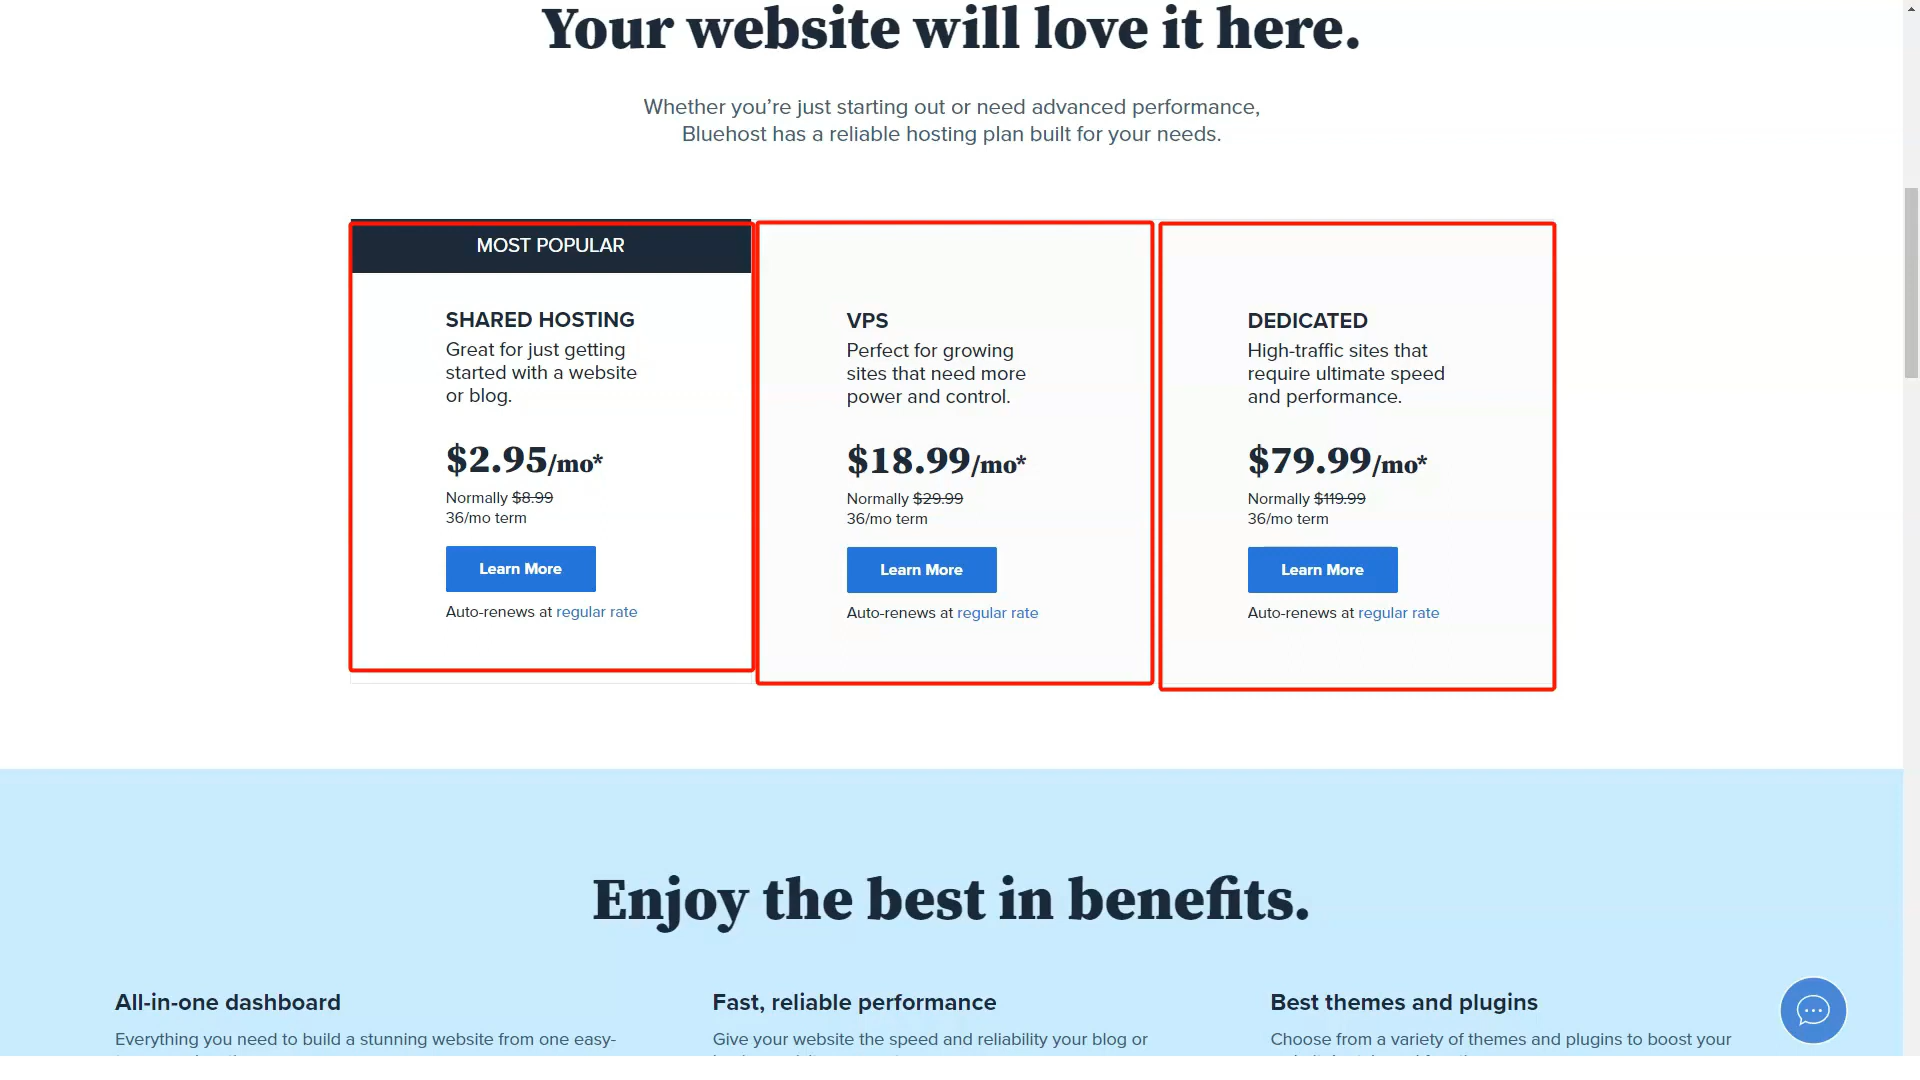 Your website will love it here.
Whether you’re just starting out or need advanced performance,
Bluehost has a reliable hosting plan built for your needs.
MOST POPULAR
SHARED HOSTING
Great for just getting
started with a website
or blog.
$2.95/mo*
Normally $8.99
36/mo term
Learn More
Auto-renews at regular rate
VPS
Perfect for growing
sites that need more
power and control.
$18.99/mo*
Normally $29.99
36/mo term
Learn More
Auto-renews at regular rate
DEDICATED
High-traffic sites that
require ultimate speed
and performance.
$79.99/mo*
Normally $119.99
36/mo term
Learn More
Auto-renews at regular rate
Enjoy the best in benefits.
All-in-one dashboard
Everything you need to build a stunning website from one easy-
Fast, reliable performance
Give your website the speed and reliability your blog or
Best themes and plugins
Choose from a variety of themes and plugins to boost your